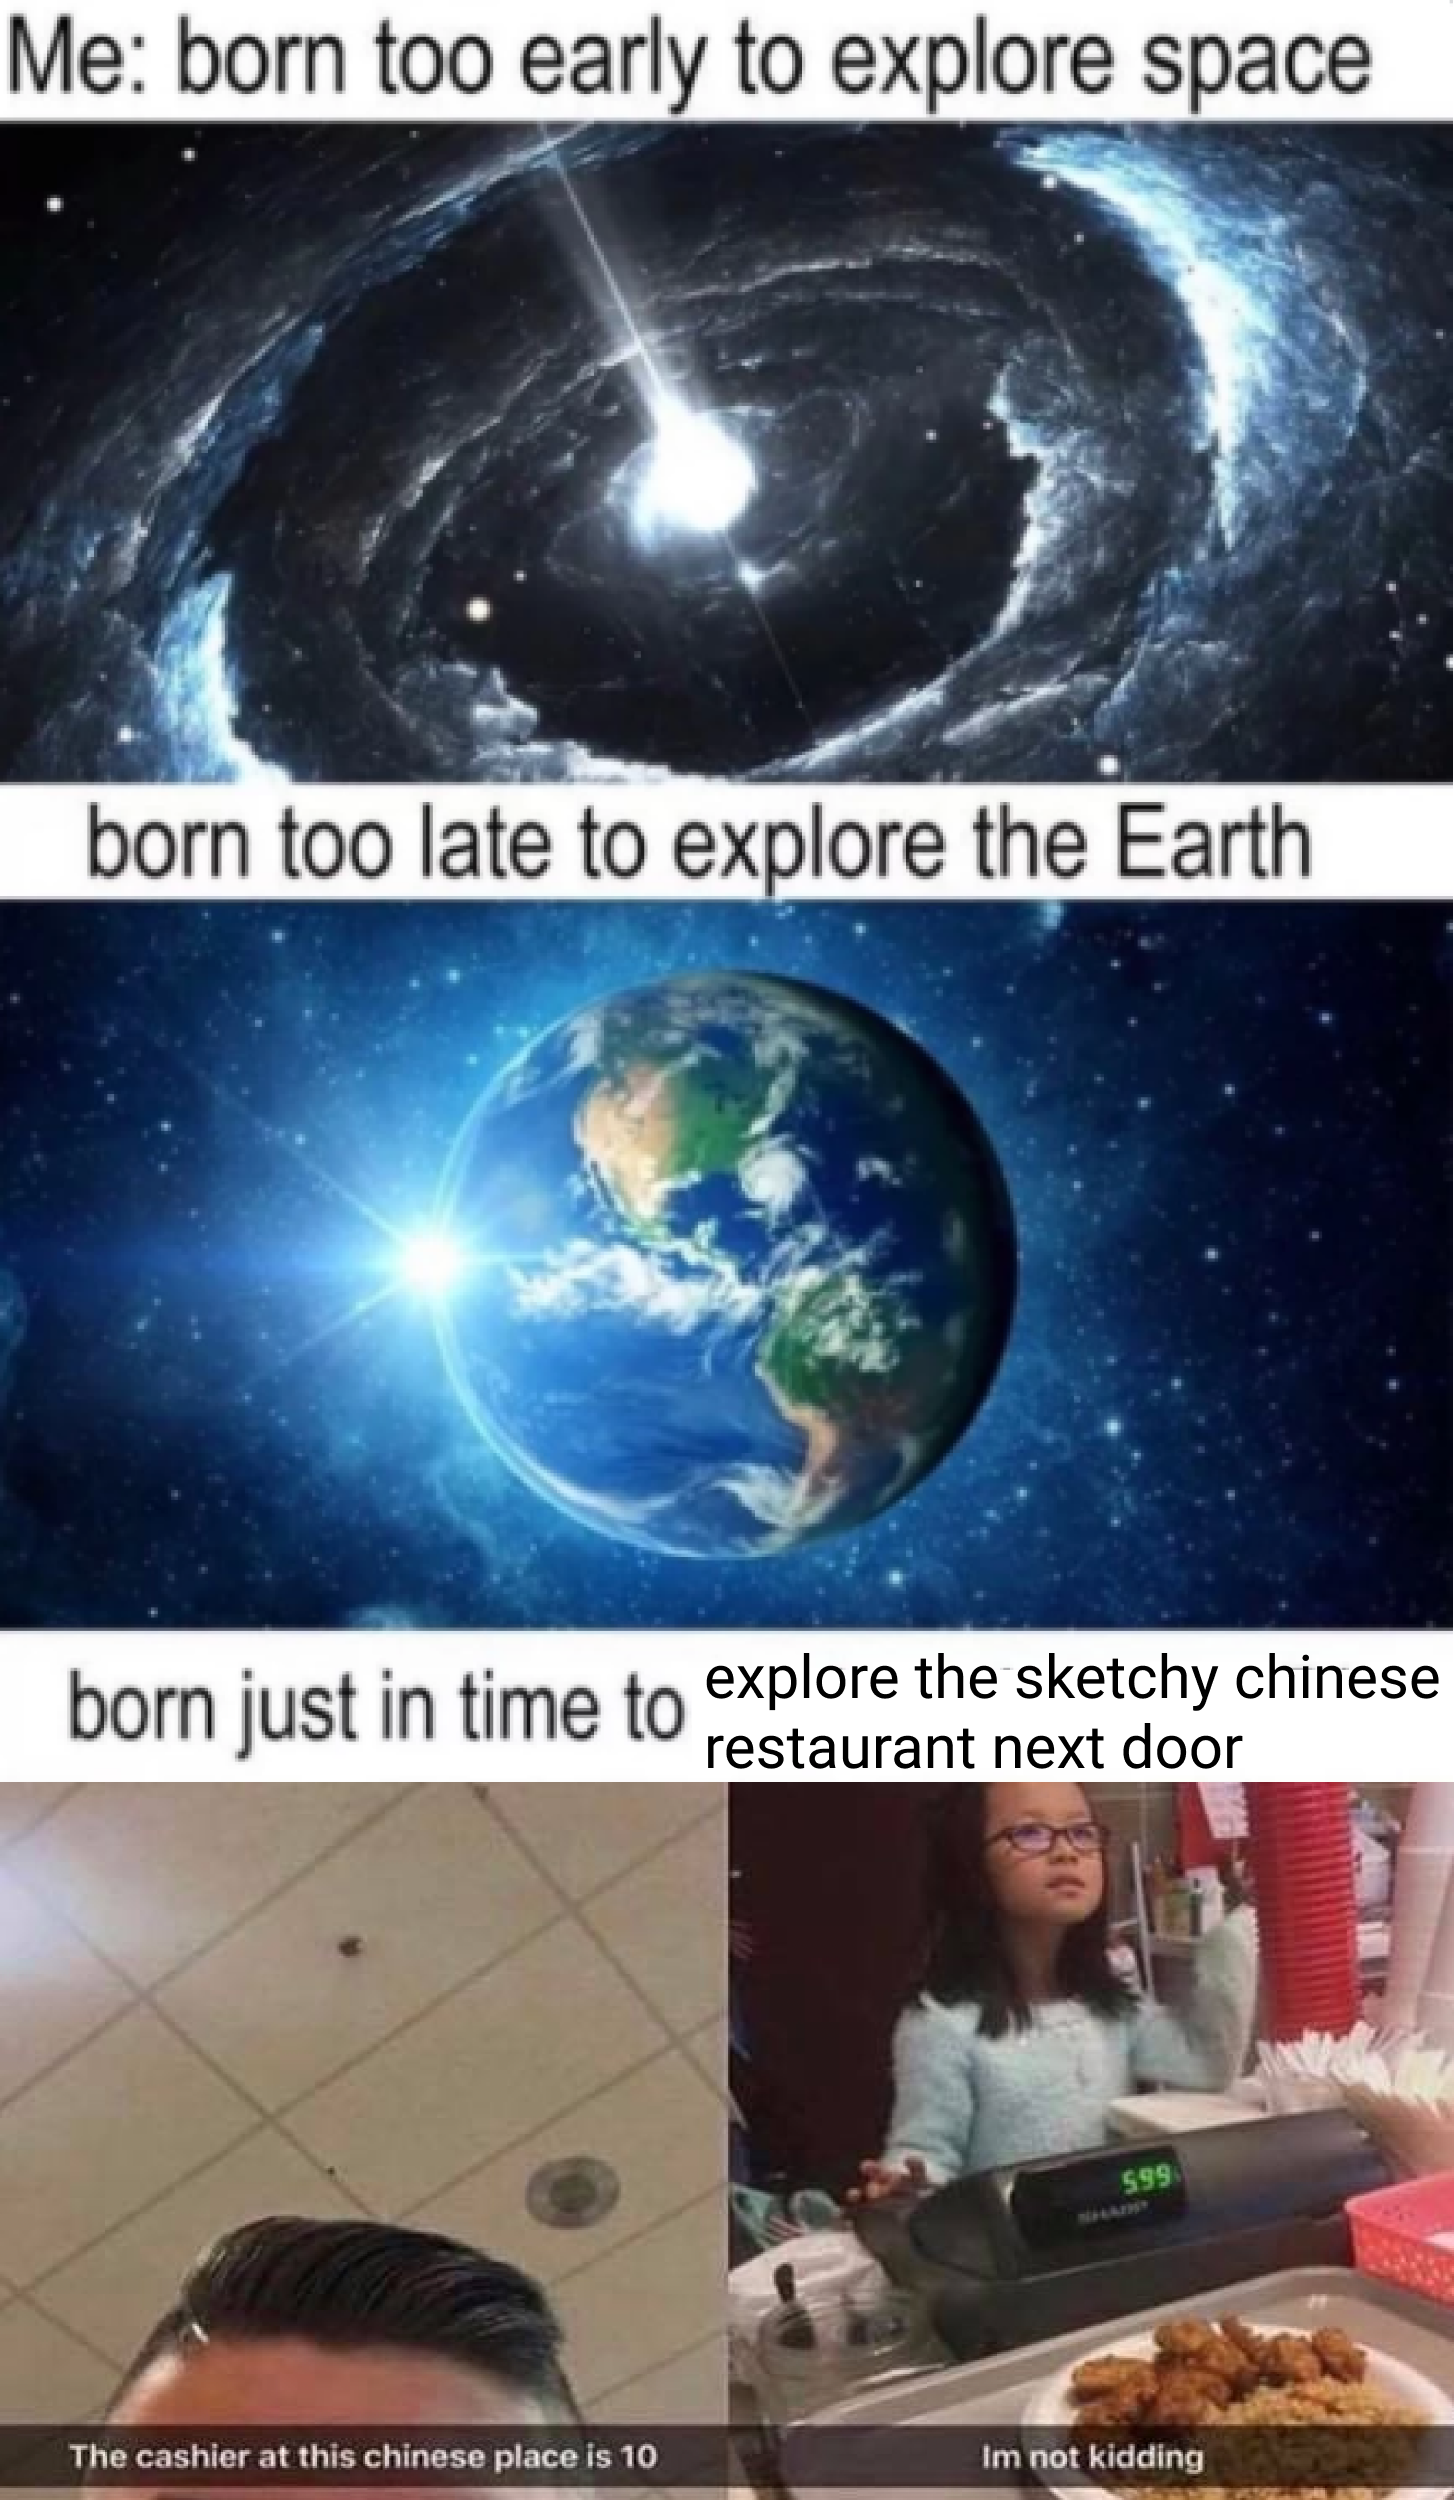 Me: born too early to explore space
born too late to explore the Earth
born just in time to explore the sketchy chinese
restaurant next door
5.99
SHARP
The cashier at this chinese place is 10
Im not kidding